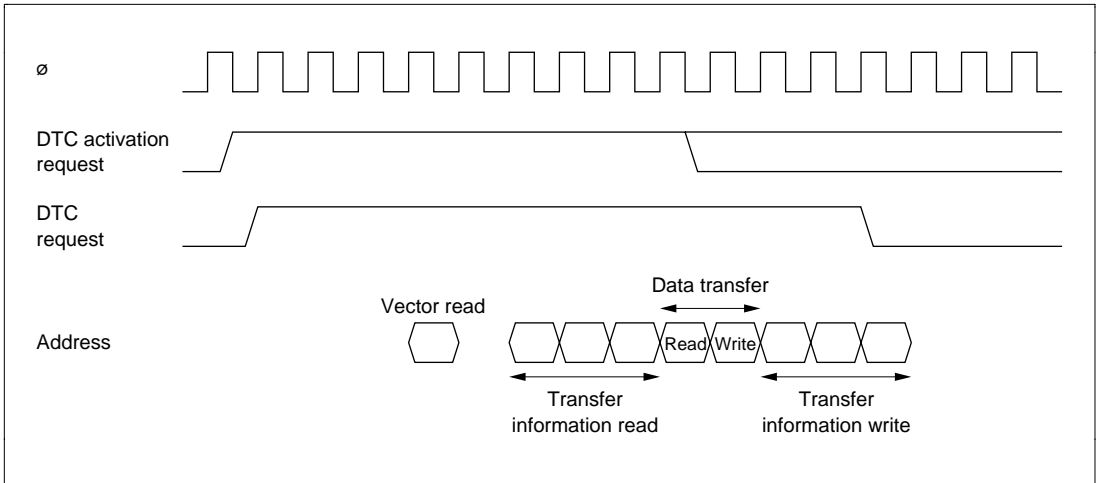 ø
DTC activation
request
DTC
request
Data transfer
Vector read
Address
Read Write
Transfer
information read
Transfer
information write